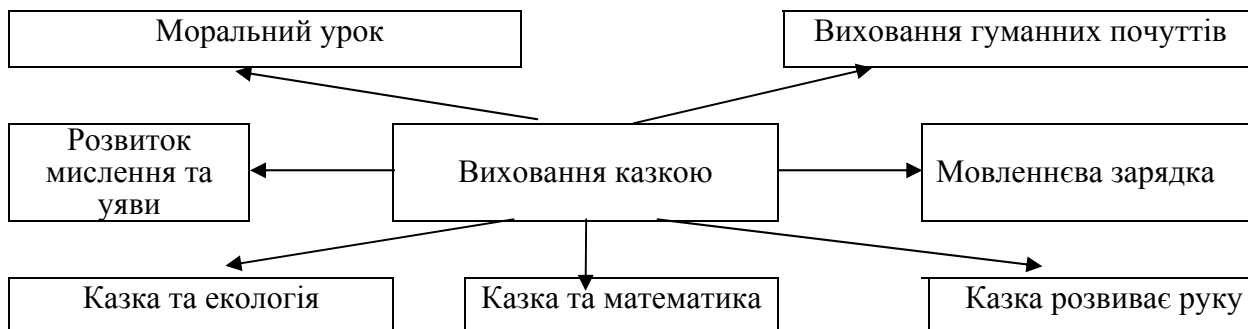 Моральний урок
Виховання гуманних почуттів
Розвиток
мислення та
уяви
Виховання казкою
Мовленнєва зарядка
Казка та екологія
Казка та математика
Казка розвиває руку